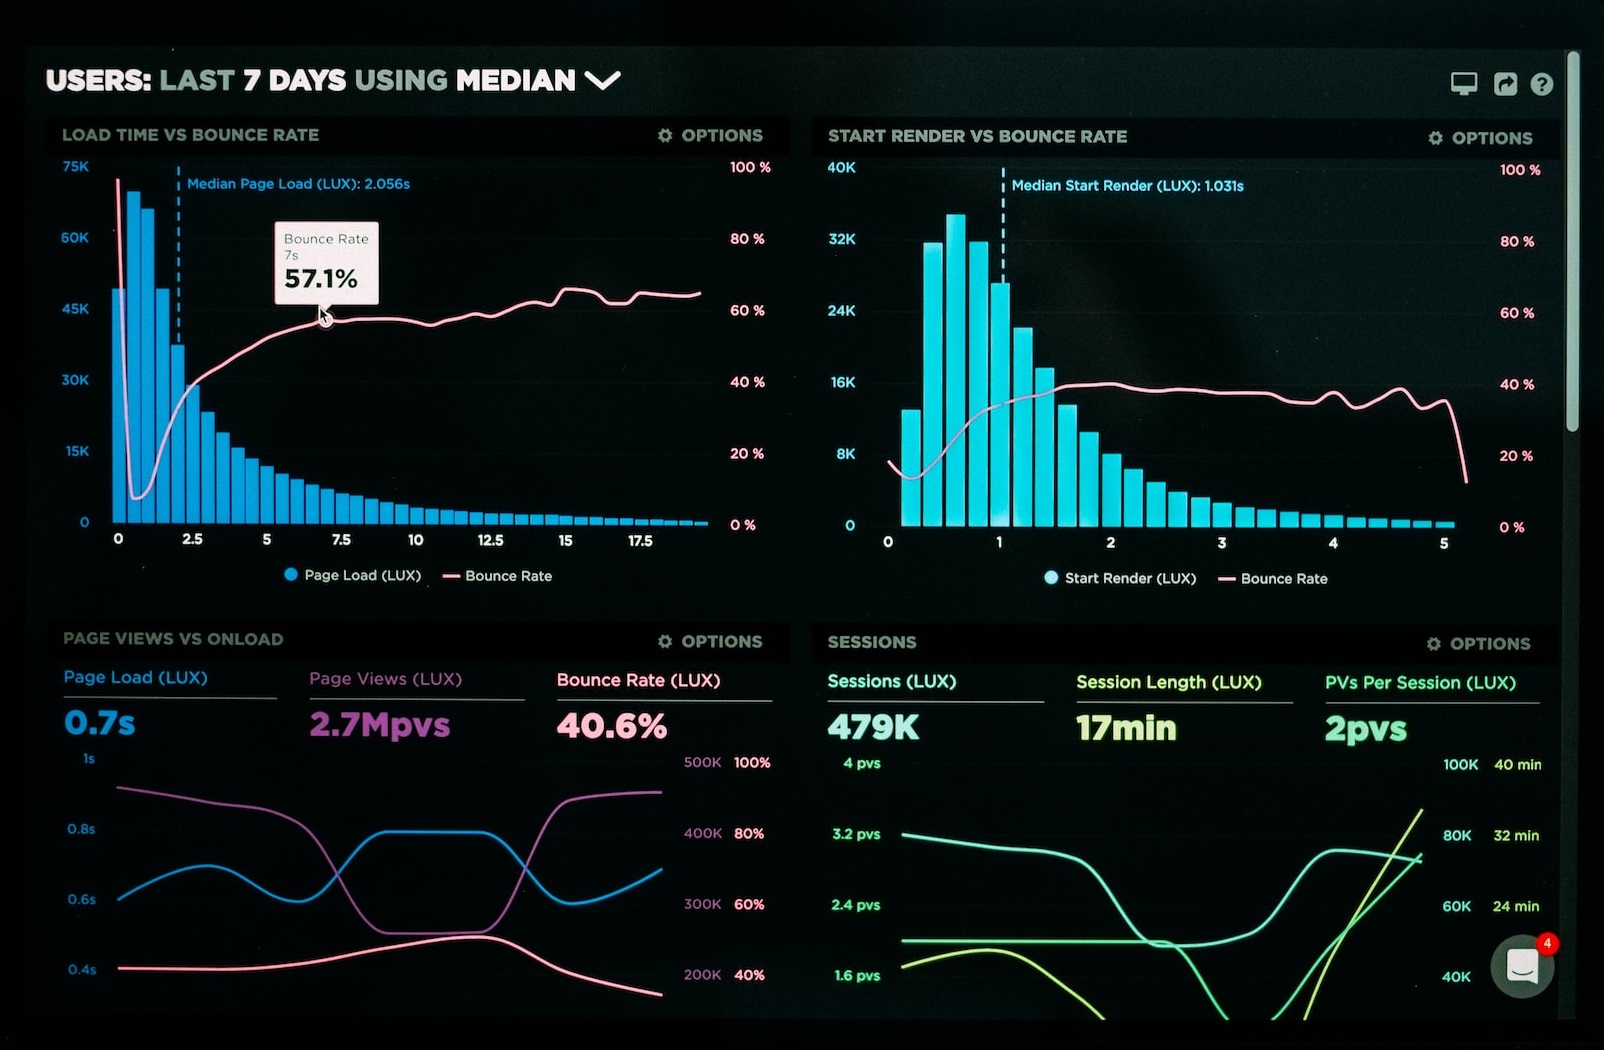 USERS: LAST 7 DAYS USING MEDIAN
LOAD TIME VS BOUNCE RATE
OPTIONS
75K
60K
45K
30K
15K
0
100 %
80 %
60 %
40 %
20 %
0 %
Median Page Load (LUX): 2.056s
Bounce Rate
7s
57.1%
0 2.5 5 7.5 10 12.5 15 17.5
Page Load (LUX) Bounce Rate
START RENDER VS BOUNCE RATE
OPTIONS
40K
32K
24K
16K
8K
0
100 %
80 %
60 %
40 %
20 %
0 %
Median Start Render (LUX): 1.031s
0 1 2 3 4 5
Start Render (LUX) Bounce Rate
PAGE VIEWS VS ONLOAD
OPTIONS
Page Load (LUX)
0.7s
Page Views (LUX)
2.7Mpvs
Bounce Rate (LUX)
40.6%
1s
0.8s
0.6s
0.4s
500K 100%
400K 80%
300K 60%
200K 40%
SESSIONS
OPTIONS
Sessions (LUX)
479K
Session Length (LUX)
17min
PVs Per Session (LUX)
2pvs
4 pvs
3.2 pvs
2.4 pvs
1.6 pvs
100K 40 min
80K 32 min
60K 24 min
40K
4